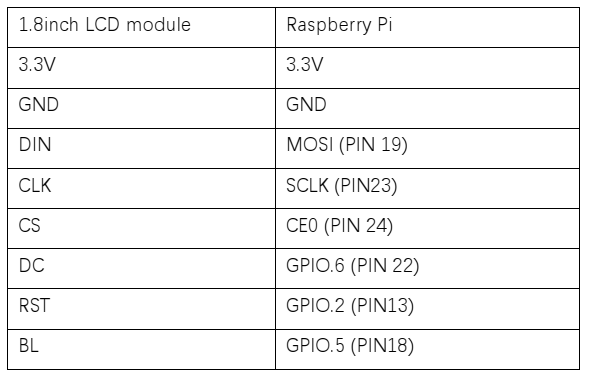 1.8inch LCD module Raspberry Pi
3.3V 3.3V
GND GND
DIN MOSI (PIN 19)
CLK SCLK (PIN23)
CS CE0 (PIN 24)
DC GPIO.6 (PIN 22)
RST GPIO.2 (PIN13)
BL GPIO.5 (PIN18)